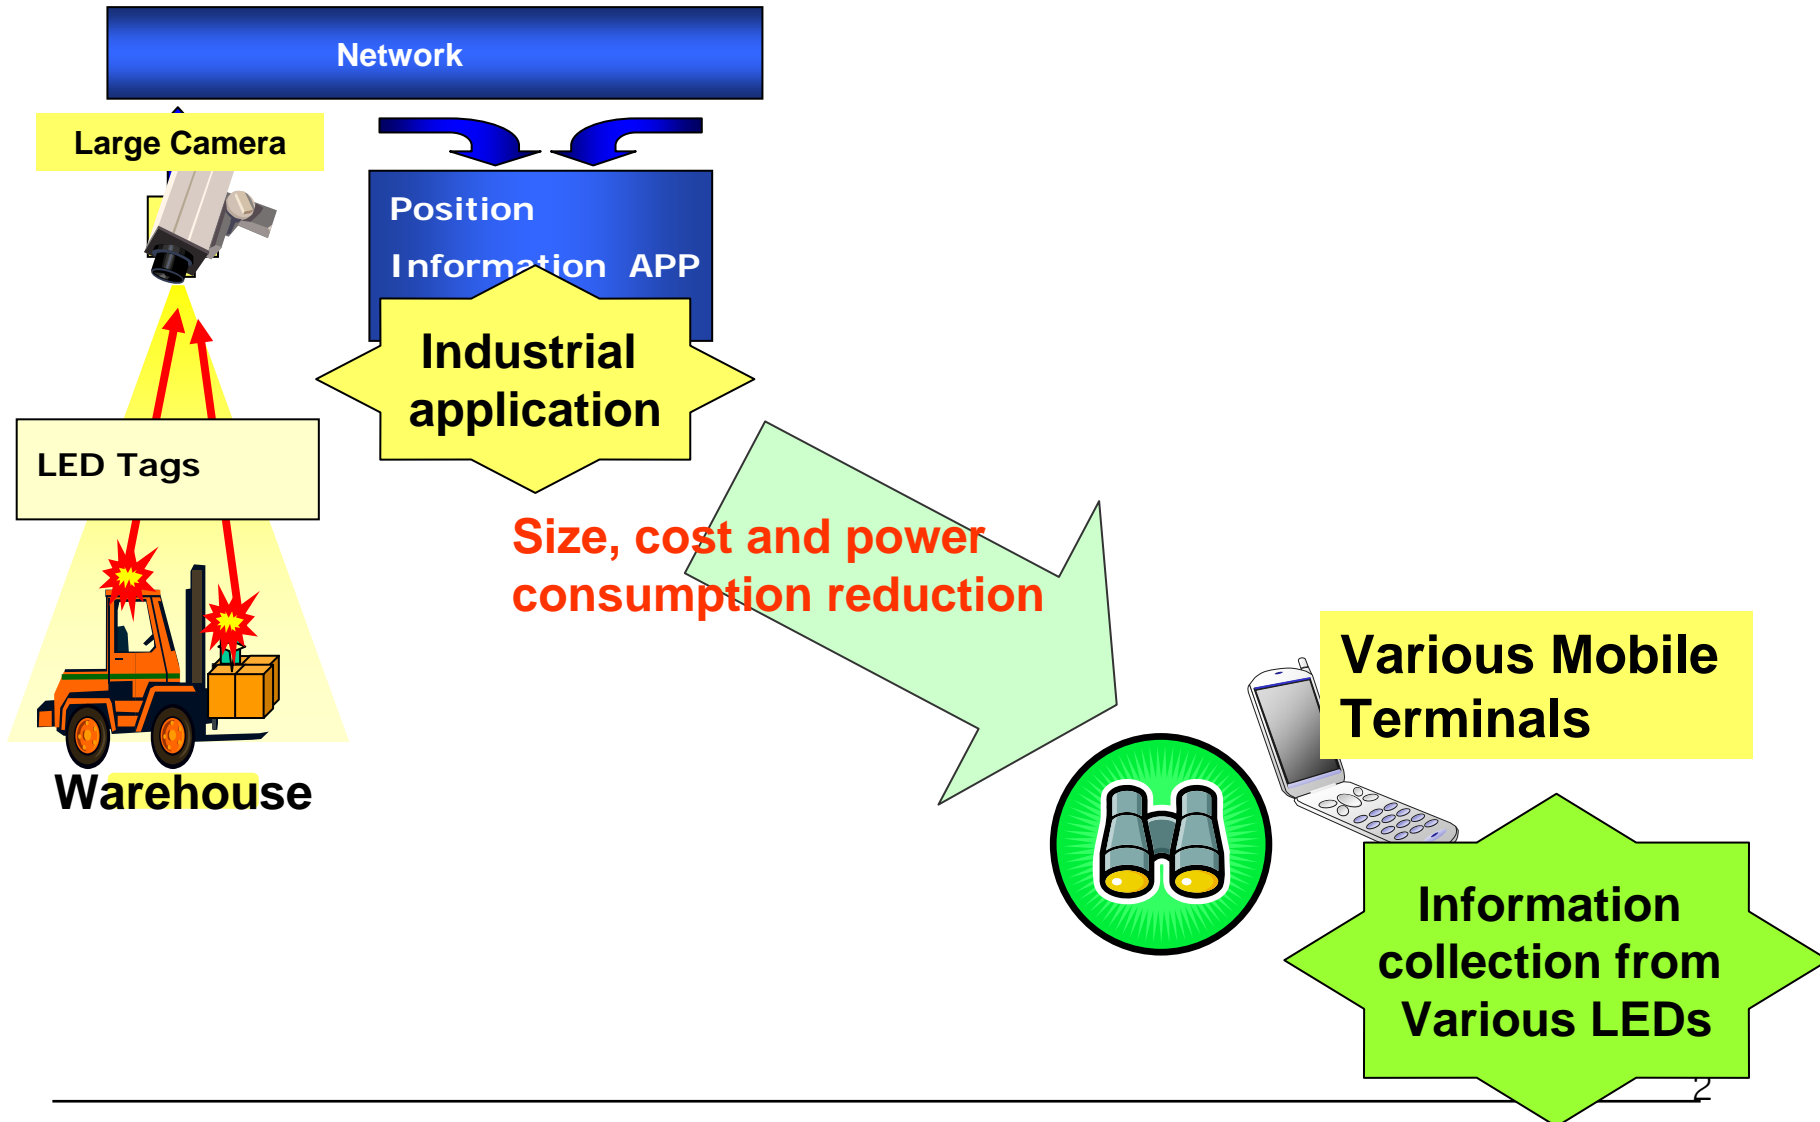 Network
Large Camera
Position
Information APP
Industrial
application
LED Tags
Size, cost and power
consumption reduction
Various Mobile
Terminals
Warehouse
Information
collection from
Various LEDs
2